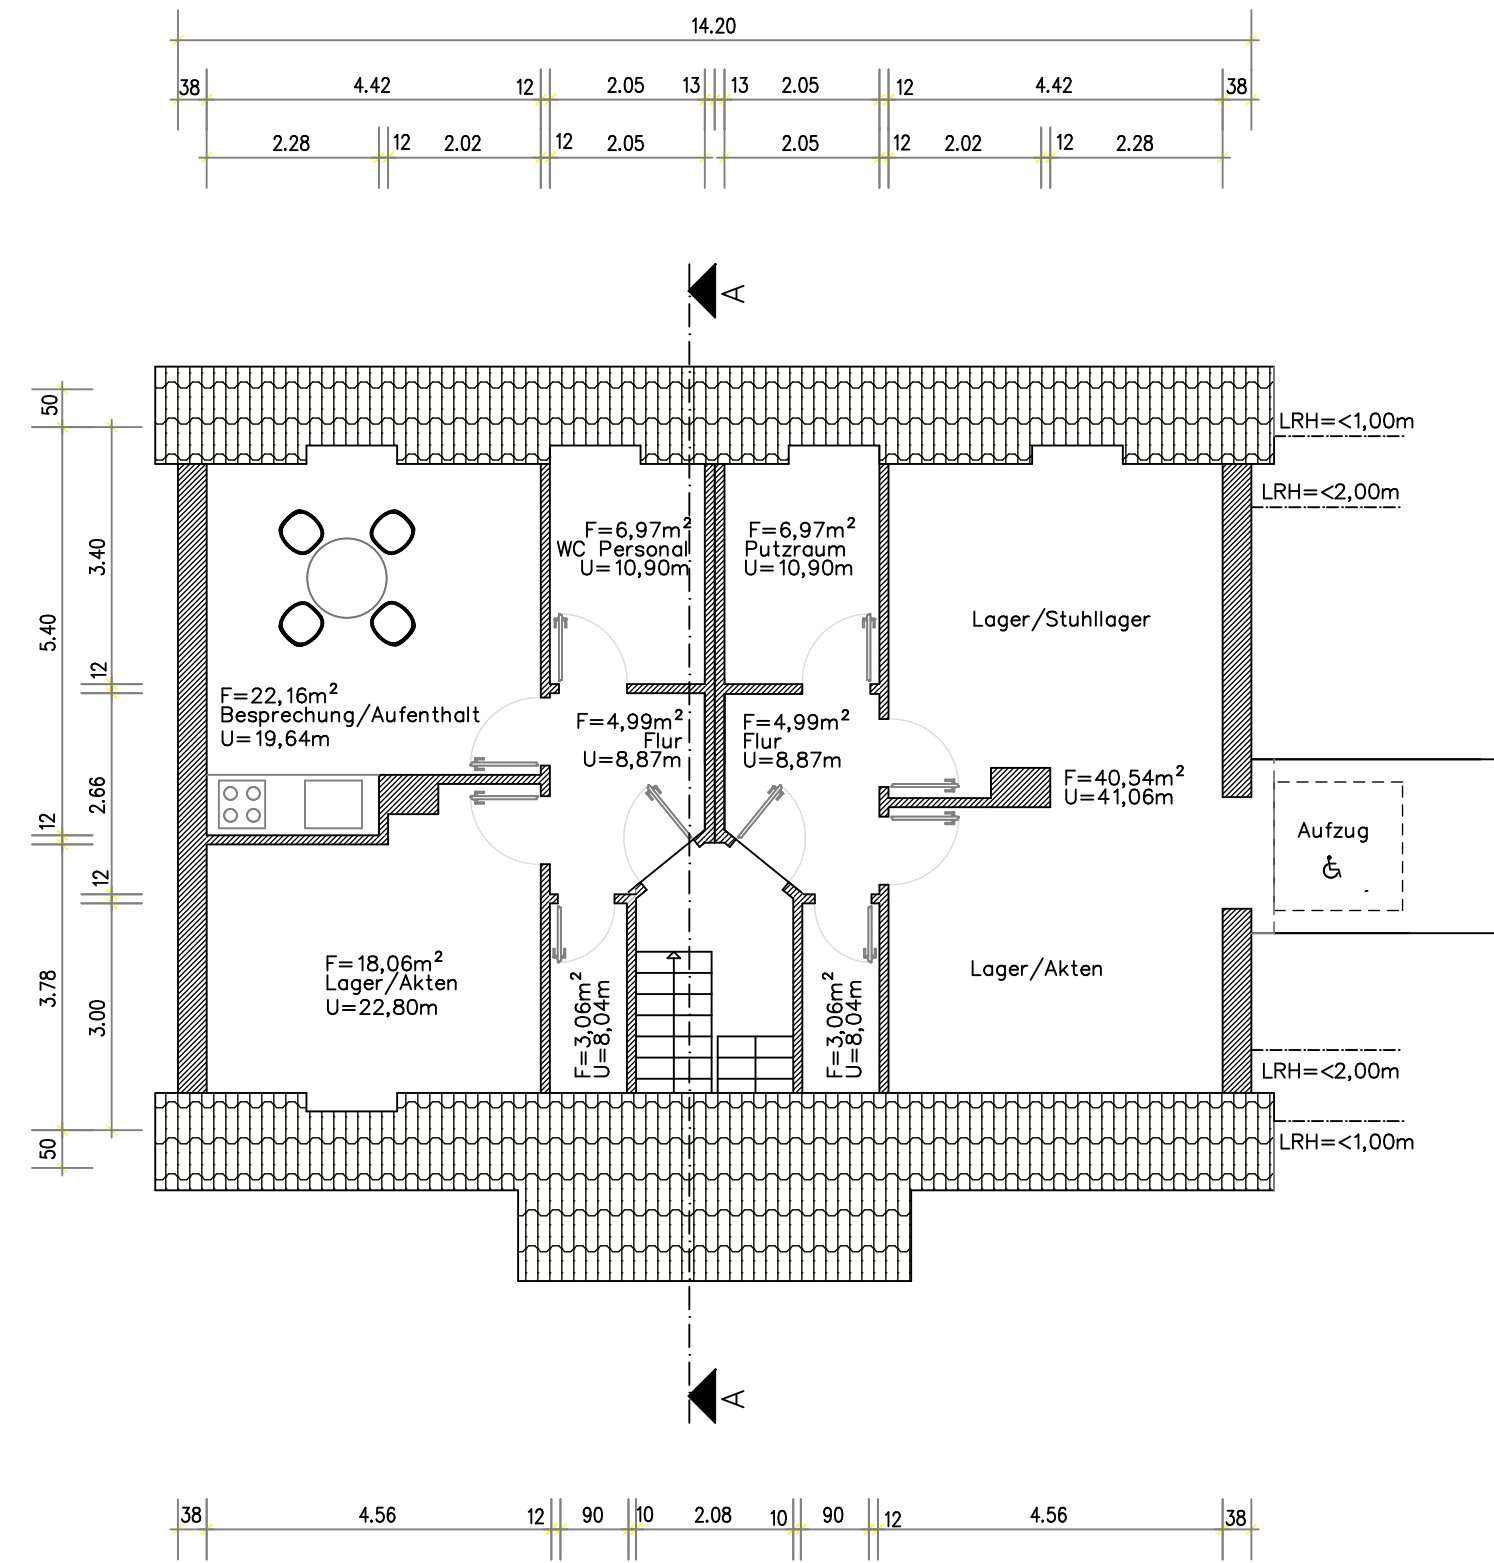 14.20
38 4.42 12 2.05 13 13 2.05 12 4.42 38
2.28 12 2.02 12 2.05 2.05 12 2.02 12 2.28
A
50
5.40
12
3.78
50
3.40
12
2.66
12
3.00
LRH=<1,00m
LRH=<2,00m
F=6,97m²
WC Personal
U=10,90m
F=6,97m²
Putzraum
U=10,90m
Lager/Stuhllager
F=22,16m²
Besprechung/Aufenthalt
U=19,64m
F=4,99m²
Flur
U=8,87m
F=4,99m²
Flur
U=8,87m
F=40,54m²
U=41,06m
Aufzug
F=18,06m²
Lager/Akten
U=22,80m
F=3,06m²
U=8,04m
F=3,06m²
U=8,04m
Lager/Akten
LRH=<2,00m
LRH=<1,00m
A
38 4.56 12 90 10 2.08 10 90 12 4.56 38